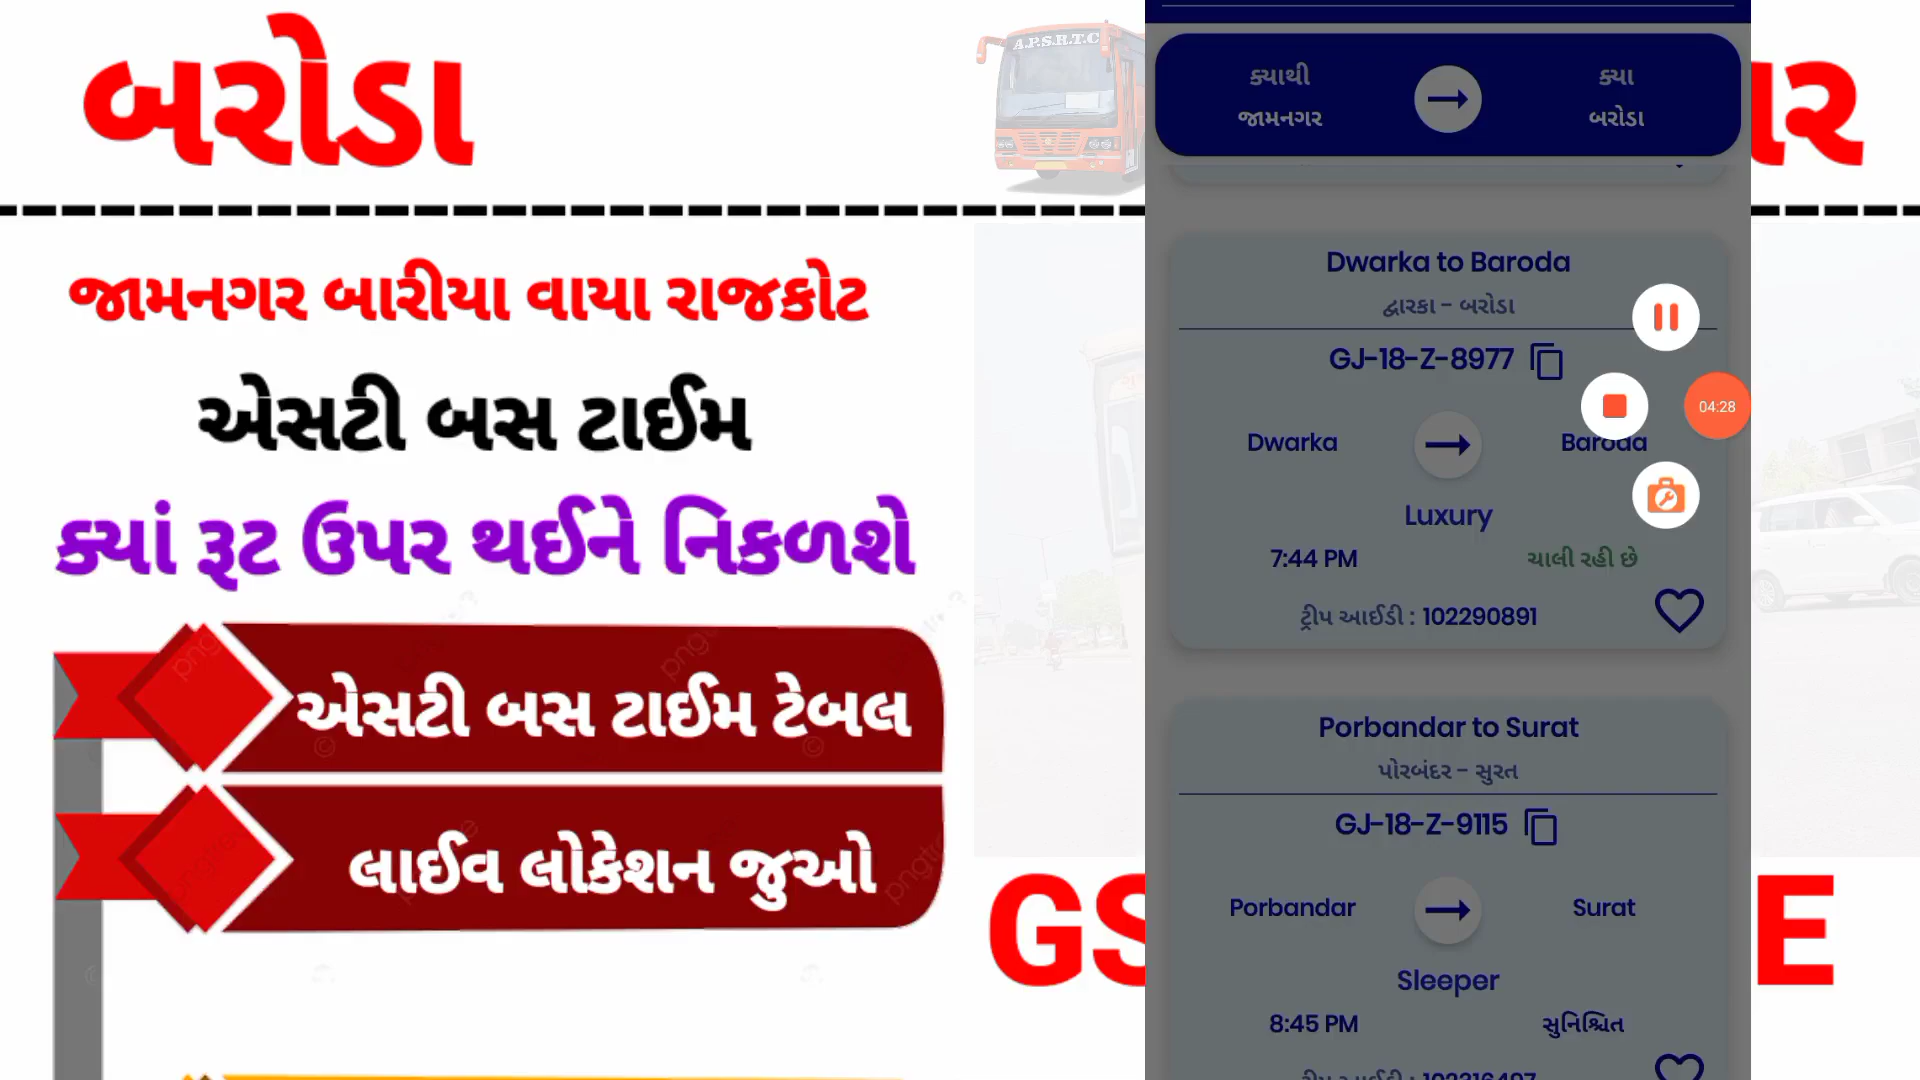 બરોડા
A.P.S.R.T.C
જામનગર બારીયા વાયા રાજકોટ
એસટી બસ ટાઈમ
ક્યાં રૂટ ઉપર થઈને નિકળશે
એસટી બસ ટાઈમ ટેબલ
લાઈવ લોકેશન જુઓ
GS
E
ક્યાથી
ક્યા
જામનગર
બરોડા
Dwarka to Baroda
દ્વારકા - બરોડા
GJ-18-Z-8977
04:28
Dwarka
Baroda
Luxury
7:44 PM
ચાલી રહી છે
ટ્રીપ આઈડી : 102290891
Porbandar to Surat
પોરબંદર - સુરત
GJ-18-Z-9115
Porbandar
Surat
Sleeper
8:45 PM
સુનિશ્ચિત